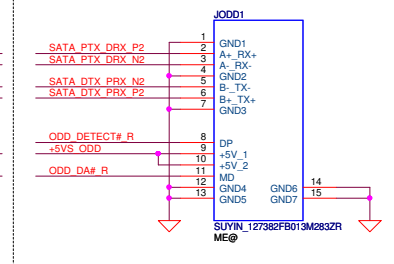 JODD1
1 GND1
SATA_PTX_DRX_P2 2 A+_RX+
SATA_PTX_DRX_N2 3 A-_RX-
4 GND2
SATA_DTX_PRX_N2 5 B-_TX-
SATA_DTX_PRX_P2 6 B+_TX+
7 GND3
ODD_DETECT#_R 8 DP
+5VS_ODD 9 +5V_1
10 +5V_2
ODD_DA#_R 11 MD
12 GND4 GND6 14
13 GND5 GND7 15
SUYIN_127382FB013M283ZR
ME@